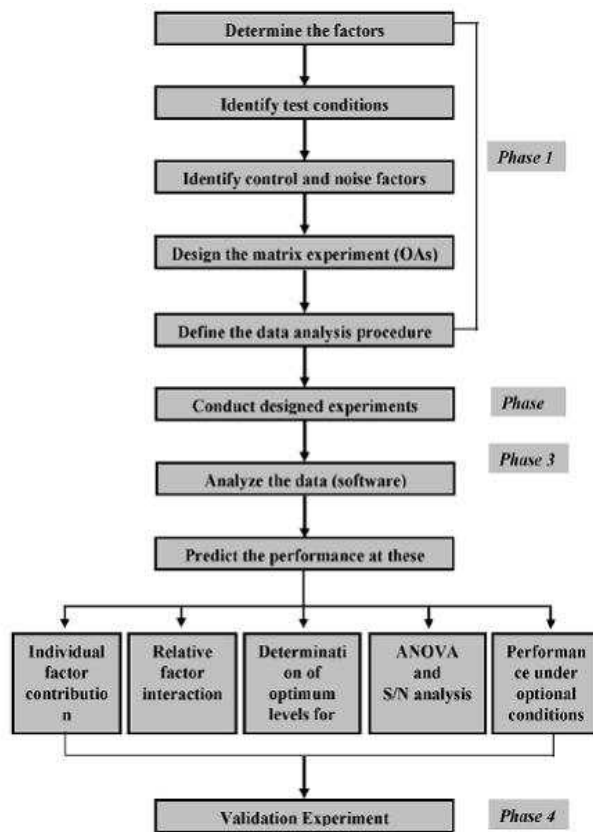 Determine the factors
Identify test conditions
Phase 1
Identify control and noise factors
Design the matrix experiment (OAs)
Define the data analysis procedure
Conduct designed experiments
Phase
Phase 3
Analyze the data (software)
Predict the performance at these
Individual
factor
contributio
n
Relative
factor
interaction
Determinati
on of
optimum
levels for
ANOVA
and
S/N analysis
Performan
ce under
optional
conditions
Validation Experiment
Phase 4